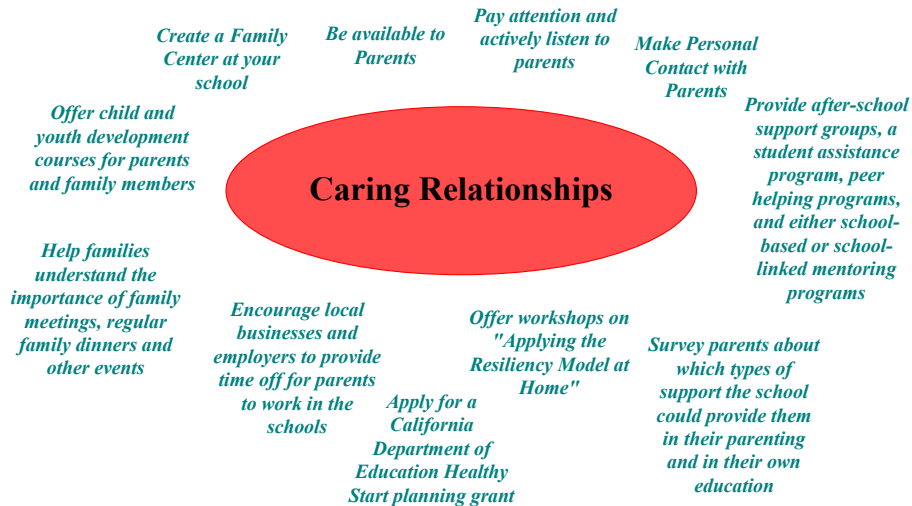 Create a Family
Center at your
school
Be available to
Parents
Pay attention and
actively listen to
parents
Make Personal
Contact with
Parents
Offer child and
youth development
courses for parents
and family members
Caring Relationships
Provide after-school
support groups, a
student assistance
program, peer
helping programs,
and either school-
based or school-
linked mentoring
programs
Help families
understand the
importance of family
meetings, regular
family dinners and
other events
Encourage local
businesses and
employers to provide
time off for parents
to work in the
schools
Apply for a
California
Department of
Education Healthy
Start planning grant
Offer workshops on
"Applying the
Resiliency Model at
Home"
Survey parents about
which types of
support the school
could provide them
in their parenting
and in their own
education